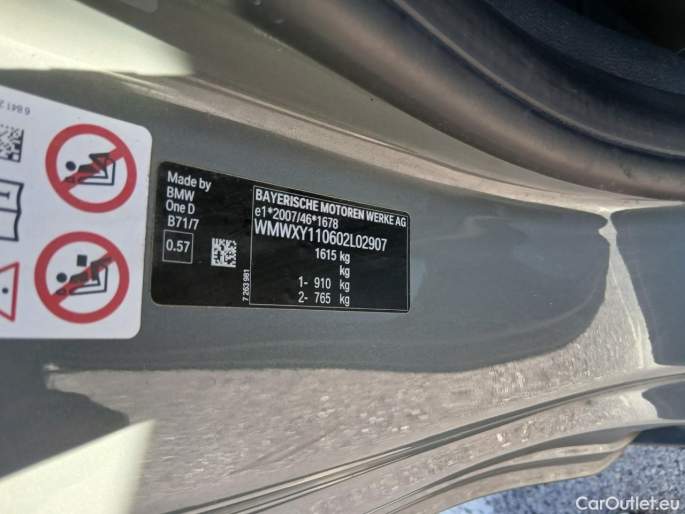 68412
Made by
BMW
One D
B71/7
0.57
7 263 981
BAYERISCHE MOTOREN WERKE AG
e1*2007/46*1678
WMWXY110602L02907
1615 kg
kg
1- 910 kg
2- 765 kg
CarOutlet.eu